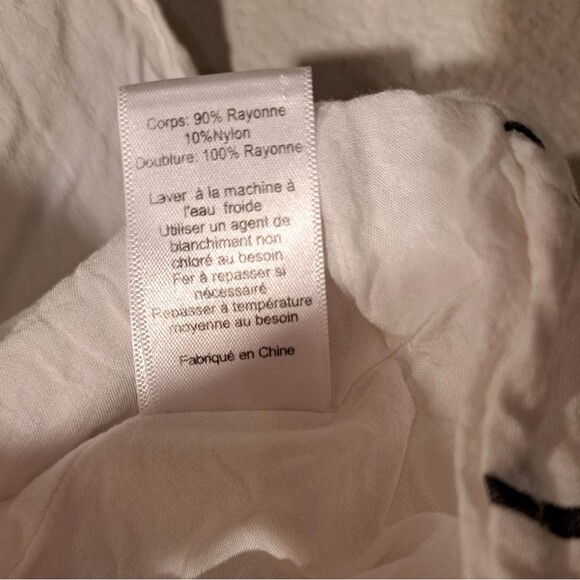 Corps: 90% Rayonne
10%Nylon
Doublure: 100% Rayonne
Laver à la machine à
l'eau froide
Utiliser un agent de
blanchiment non
chloré au besoin
Fer à repasser si
nécessaire
Repasser à température
moyenne au besoin
Fabriqué en Chine